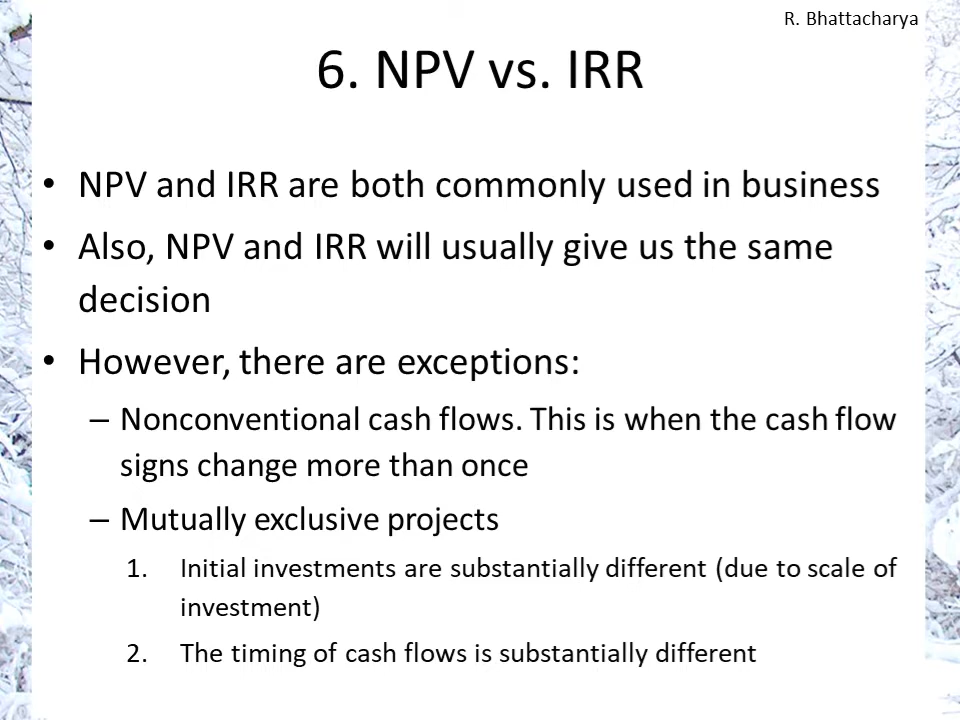 R. Bhattacharya
6. NPV vs. IRR
• NPV and IRR are both commonly used in business
• Also, NPV and IRR will usually give us the same
decision
• However, there are exceptions:
– Nonconventional cash flows. This is when the cash flow
signs change more than once
– Mutually exclusive projects
1. Initial investments are substantially different (due to scale of
investment)
2. The timing of cash flows is substantially different